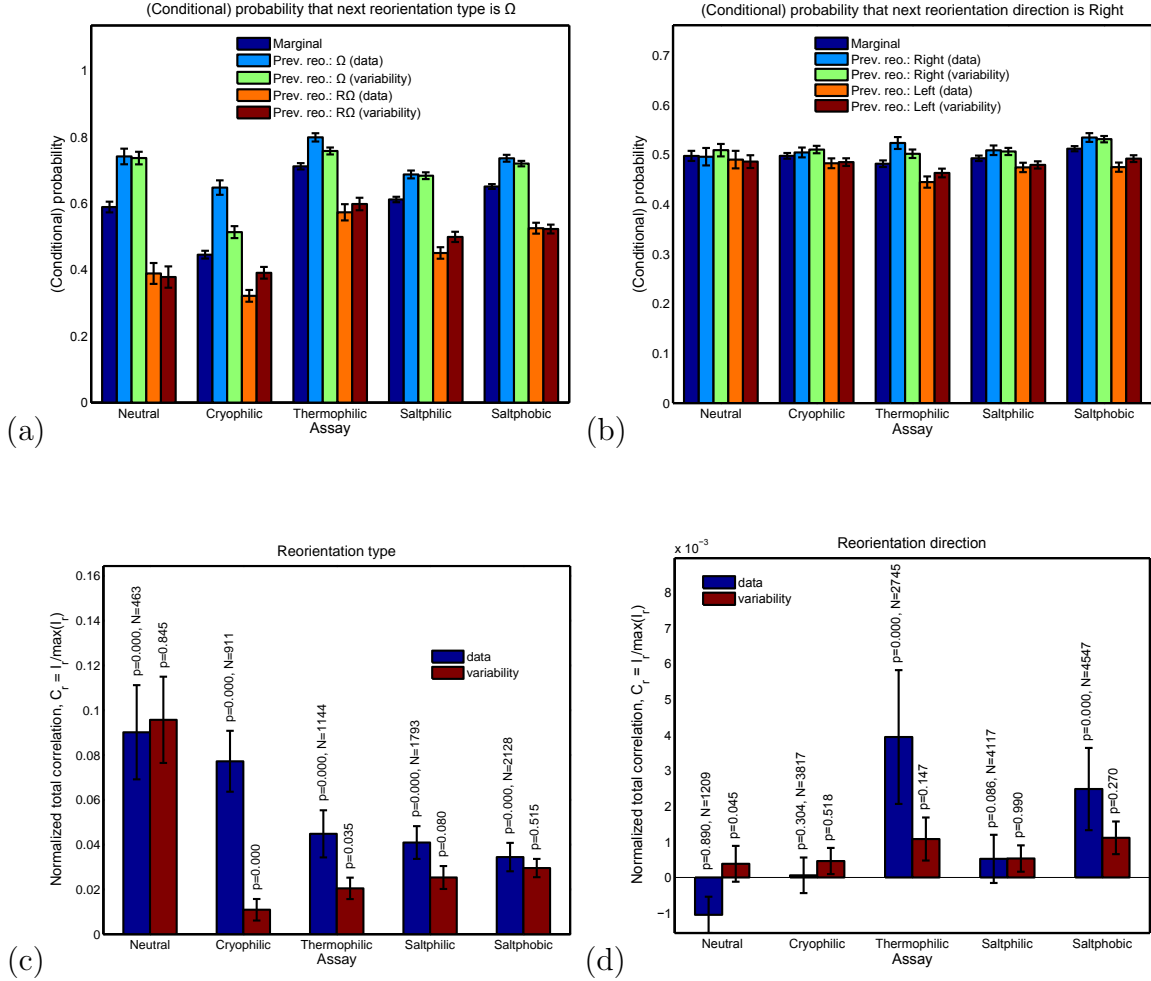 (Conditional) probability that next reorientation type is Ω
(Conditional) probability
1
0.8
0.6
0.4
0.2
0
Marginal
Prev. reo.: Ω (data)
Prev. reo.: Ω (variability)
Prev. reo.: RΩ (data)
Prev. reo.: RΩ (variability)
Neutral Cryophilic Thermophilic Saltphilic Saltphobic
Assay
(a)
(Conditional) probability that next reorientation direction is Right
(Conditional) probability
0.7
0.6
0.5
0.4
0.3
0.2
0.1
0
Marginal
Prev. reo.: Right (data)
Prev. reo.: Right (variability)
Prev. reo.: Left (data)
Prev. reo.: Left (variability)
Neutral Cryophilic Thermophilic Saltphilic Saltphobic
Assay
(b)
Reorientation type
Normalized total correlation, C_r = I_r/max(I_r)
0.16
0.14
0.12
0.1
0.08
0.06
0.04
0.02
0
data
variability
p=0.000, N=463
p=0.845
p=0.000, N=911
p=0.000
p=0.000, N=1144
p=0.035
p=0.000, N=1793
p=0.080
p=0.000, N=2128
p=0.515
Neutral Cryophilic Thermophilic Saltphilic Saltphobic
Assay
(c)
Reorientation direction
x 10⁻³
Normalized total correlation, C_r = I_r/max(I_r)
8
7
6
5
4
3
2
1
0
−1
data
variability
p=0.890, N=1209
p=0.045
p=0.304, N=3817
p=0.518
p=0.000, N=2745
p=0.147
p=0.086, N=4117
p=0.990
p=0.000, N=4547
p=0.270
Neutral Cryophilic Thermophilic Saltphilic Saltphobic
Assay
(d)